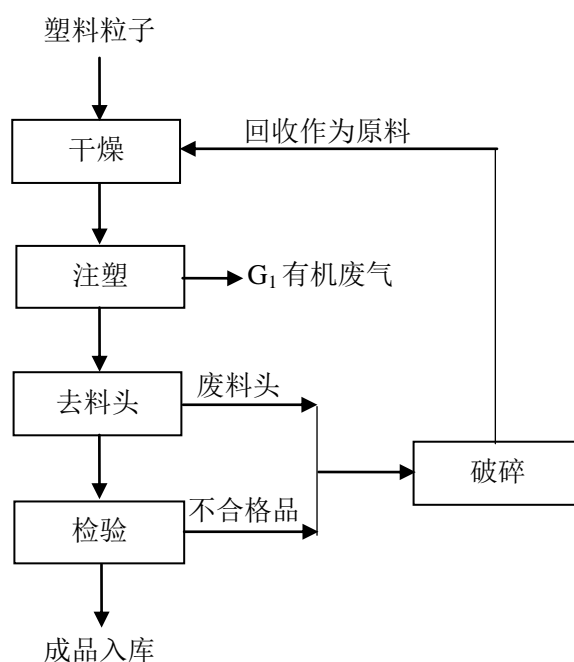 塑料粒子
干燥
回收作为原料
注塑
G₁ 有机废气
去料头
废料头
破碎
检验
不合格品
成品入库